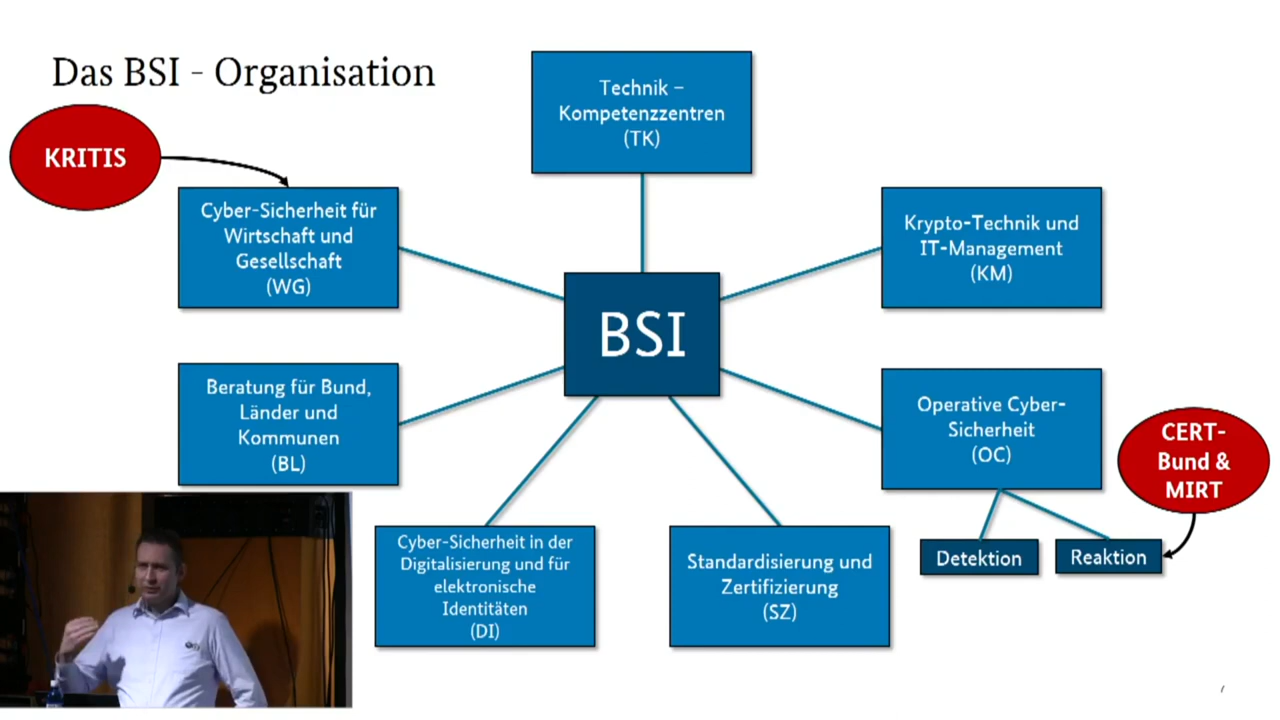 Das BSI - Organisation
KRITIS
Technik –
Kompetenzzentren
(TK)
Cyber-Sicherheit für
Wirtschaft und
Gesellschaft
(WG)
Krypto-Technik und
IT-Management
(KM)
BSI
Beratung für Bund,
Länder und
Kommunen
(BL)
Operative Cyber-
Sicherheit
(OC)
CERT-
Bund &
MIRT
Detektion
Reaktion
Cyber-Sicherheit in der
Digitalisierung und für
elektronische
Identitäten
(DI)
Standardisierung und
Zertifizierung
(SZ)